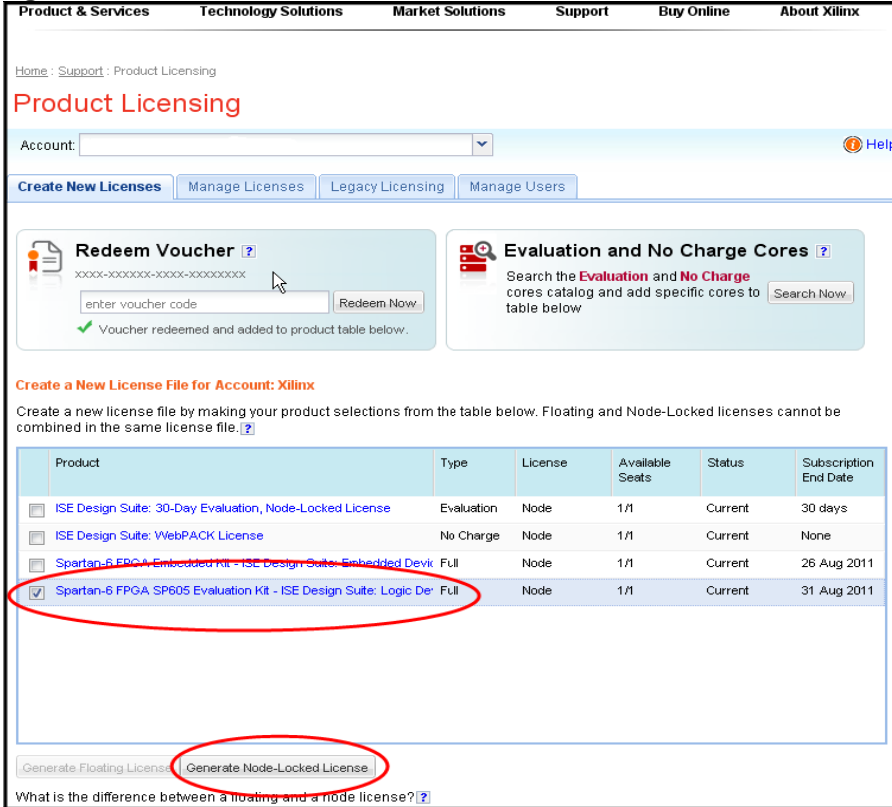 Product & Services Technology Solutions Market Solutions Support Buy Online About Xilinx
Home : Support : Product Licensing
Product Licensing
Account:
Help
Create New Licenses Manage Licenses Legacy Licensing Manage Users
Redeem Voucher ?
xxxx-xxxxxx-xxxx-xxxxxxxx
enter voucher code Redeem Now
Voucher redeemed and added to product table below.
Evaluation and No Charge Cores ?
Search the Evaluation and No Charge
cores catalog and add specific cores to
table below
Search Now
Create a New License File for Account: Xilinx
Create a new license file by making your product selections from the table below. Floating and Node-Locked licenses cannot be
combined in the same license file. ?
Product Type License Available Seats Status Subscription End Date
ISE Design Suite: 30-Day Evaluation, Node-Locked License Evaluation Node 1/1 Current 30 days
ISE Design Suite: WebPACK License No Charge Node 1/1 Current None
Spartan-6 FPGA Embedded Kit - ISE Design Suite: Embedded Devic Full Node 1/1 Current 26 Aug 2011
Spartan-6 FPGA SP605 Evaluation Kit - ISE Design Suite: Logic De Full Node 1/1 Current 31 Aug 2011
Generate Floating License Generate Node-Locked License
What is the difference between a floating and a node license? ?